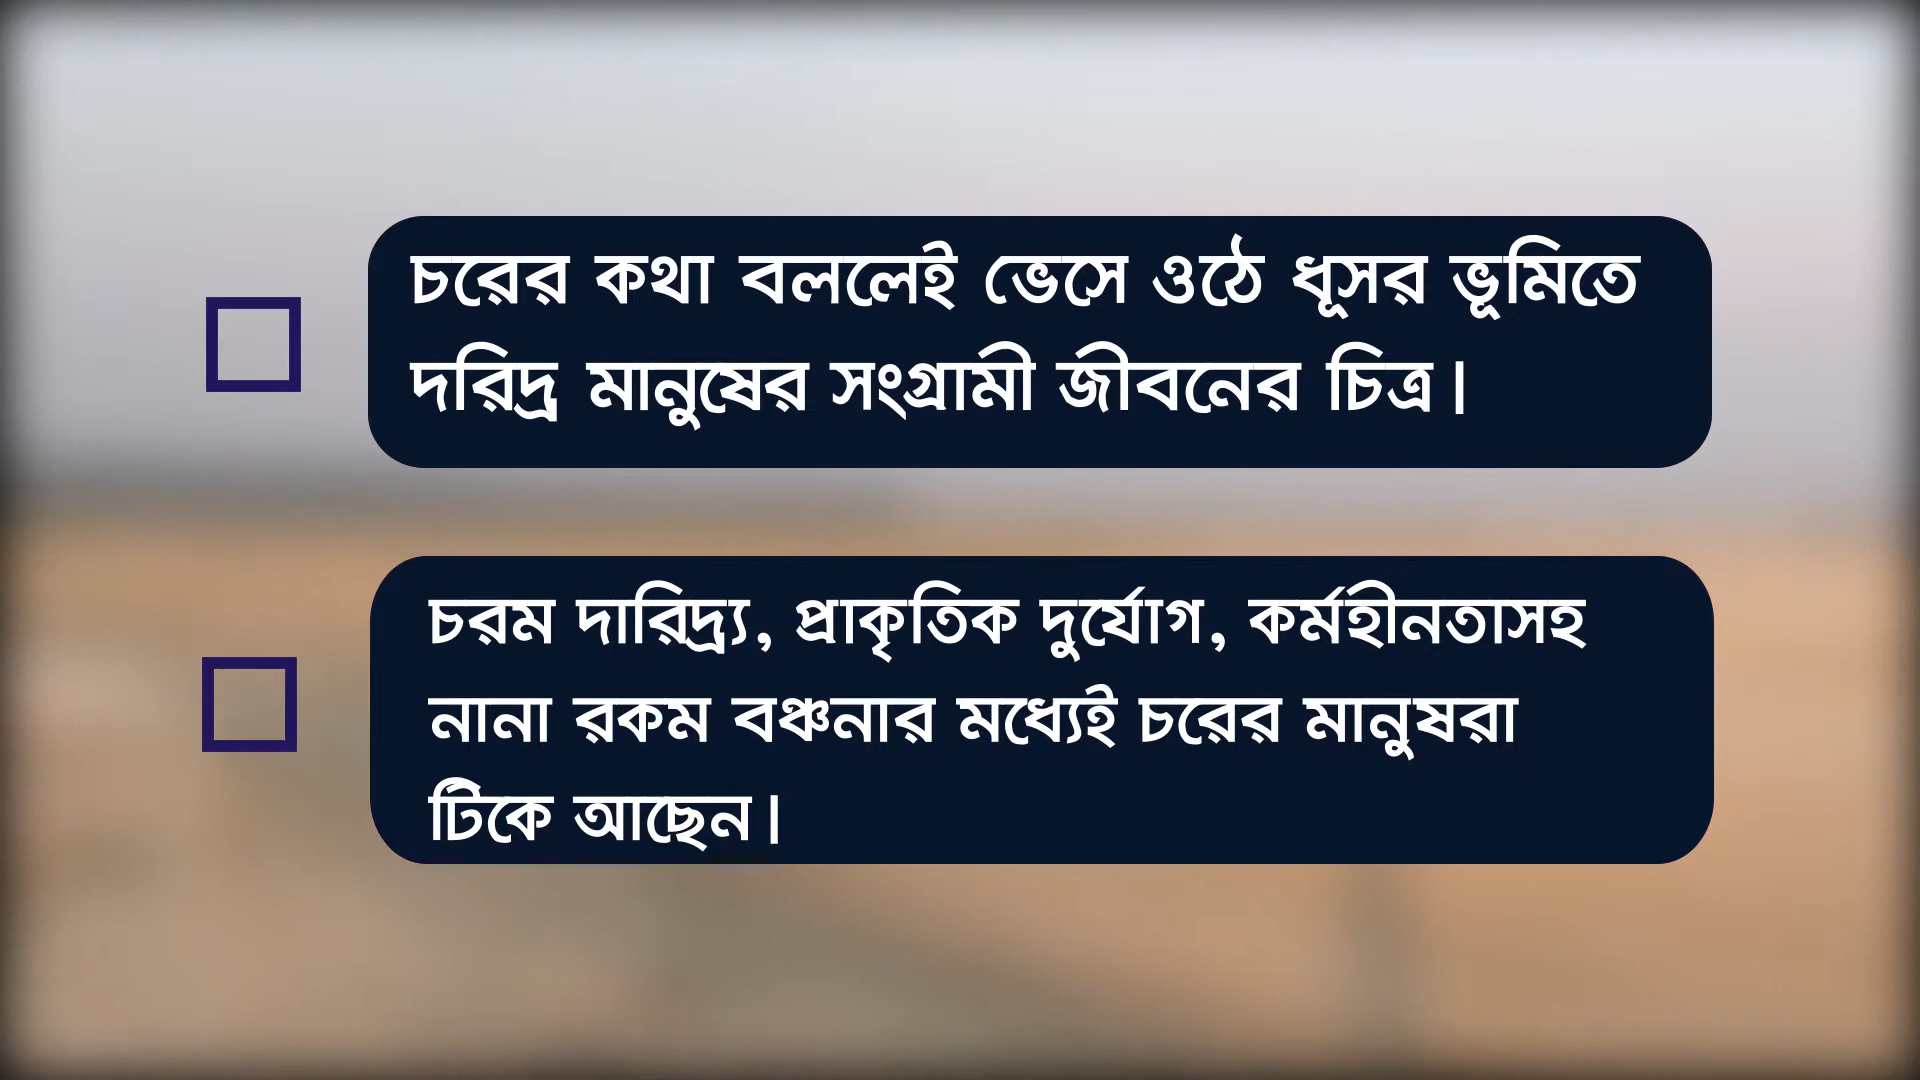 চরের কথা বললেই ভেসে ওঠে ধূসর ভূমিতে
দরিদ্র মানুষের সংগ্রামী জীবনের চিত্র।
চরম দারিদ্র্য, প্রাকৃতিক দুর্যোগ, কর্মহীনতাসহ
নানা রকম বঞ্চনার মধ্যেই চরের মানুষরা
টিকে আছেন।